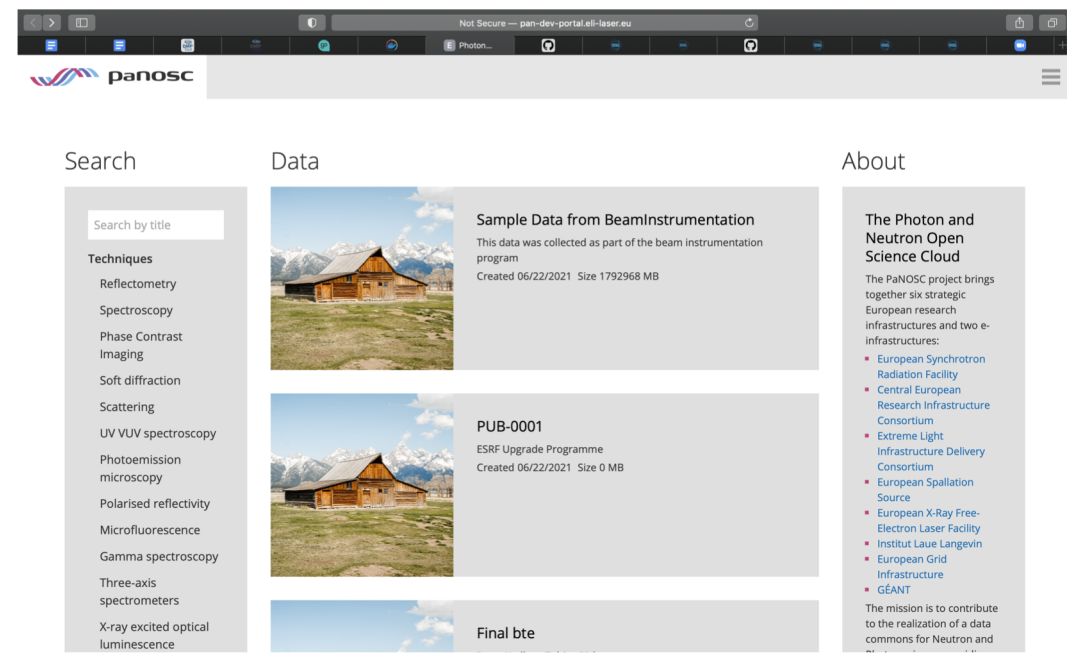 Not Secure — pan-dev-portal.eli-laser.eu
E Photon...
panosc
Search
Search by title
Techniques
Reflectometry
Spectroscopy
Phase Contrast
Imaging
Soft diffraction
Scattering
UV VUV spectroscopy
Photoemission
microscopy
Polarised reflectivity
Microfluorescence
Gamma spectroscopy
Three-axis
spectrometers
X-ray excited optical
luminescence
Data
Sample Data from BeamInstrumentation
This data was collected as part of the beam instrumentation
program
Created 06/22/2021 Size 1792968 MB
PUB-0001
ESRF Upgrade Programme
Created 06/22/2021 Size 0 MB
Final bte
About
The Photon and
Neutron Open
Science Cloud
The PaNOSC project brings
together six strategic
European research
infrastructures and two e-
infrastructures:
European Synchrotron
Radiation Facility
Central European
Research Infrastructure
Consortium
Extreme Light
Infrastructure Delivery
Consortium
European Spallation
Source
European X-Ray Free-
Electron Laser Facility
Institut Laue Langevin
European Grid
Infrastructure
GÉANT
The mission is to contribute
to the realization of a data
commons for Neutron and